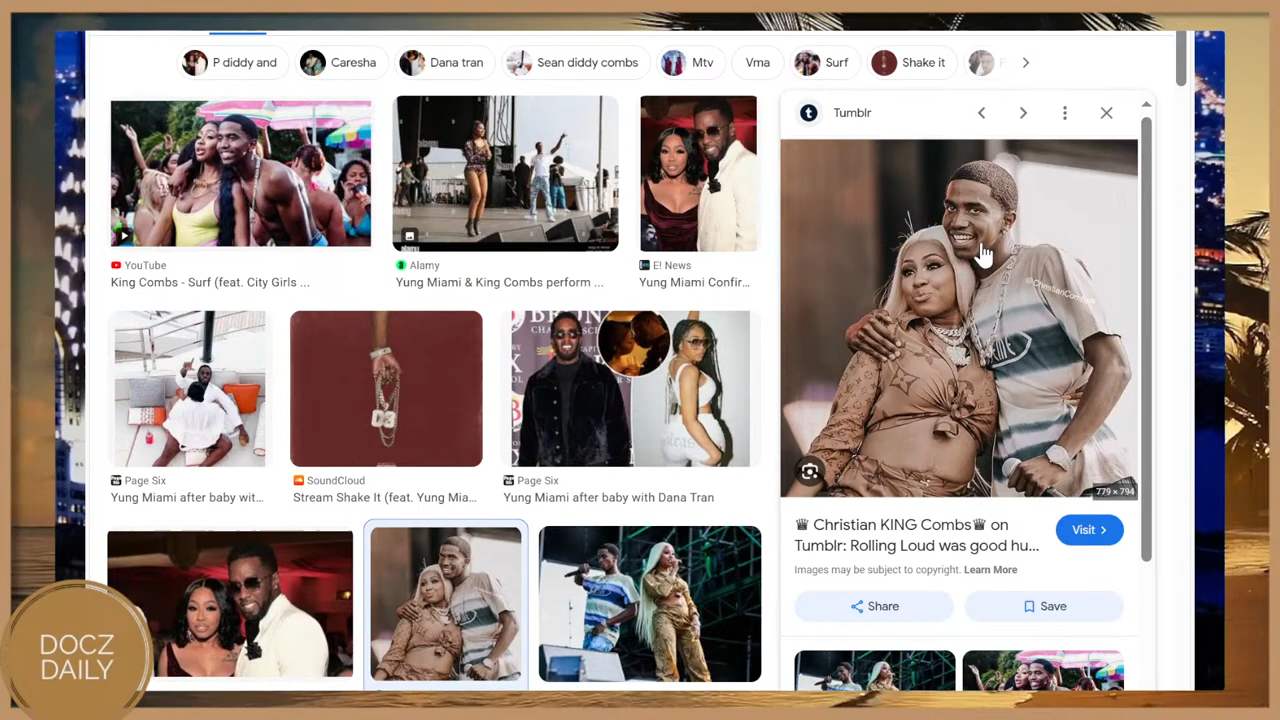 P diddy and
Caresha
Dana tran
Sean diddy combs
Mtv
Vma
Surf
Shake it
Tumblr
YouTube
King Combs - Surf (feat. City Girls ...
Alamy
Yung Miami & King Combs perform ...
E! News
Yung Miami Confir...
@ChristianCombs
779 × 794
Page Six
Yung Miami after baby wit...
SoundCloud
Stream Shake It (feat. Yung Mia...
Page Six
Yung Miami after baby with Dana Tran
♕ Christian KING Combs♕ on
Tumblr: Rolling Loud was good hu...
Visit
Images may be subject to copyright. Learn More
Share
Save
DOCZ
DAILY